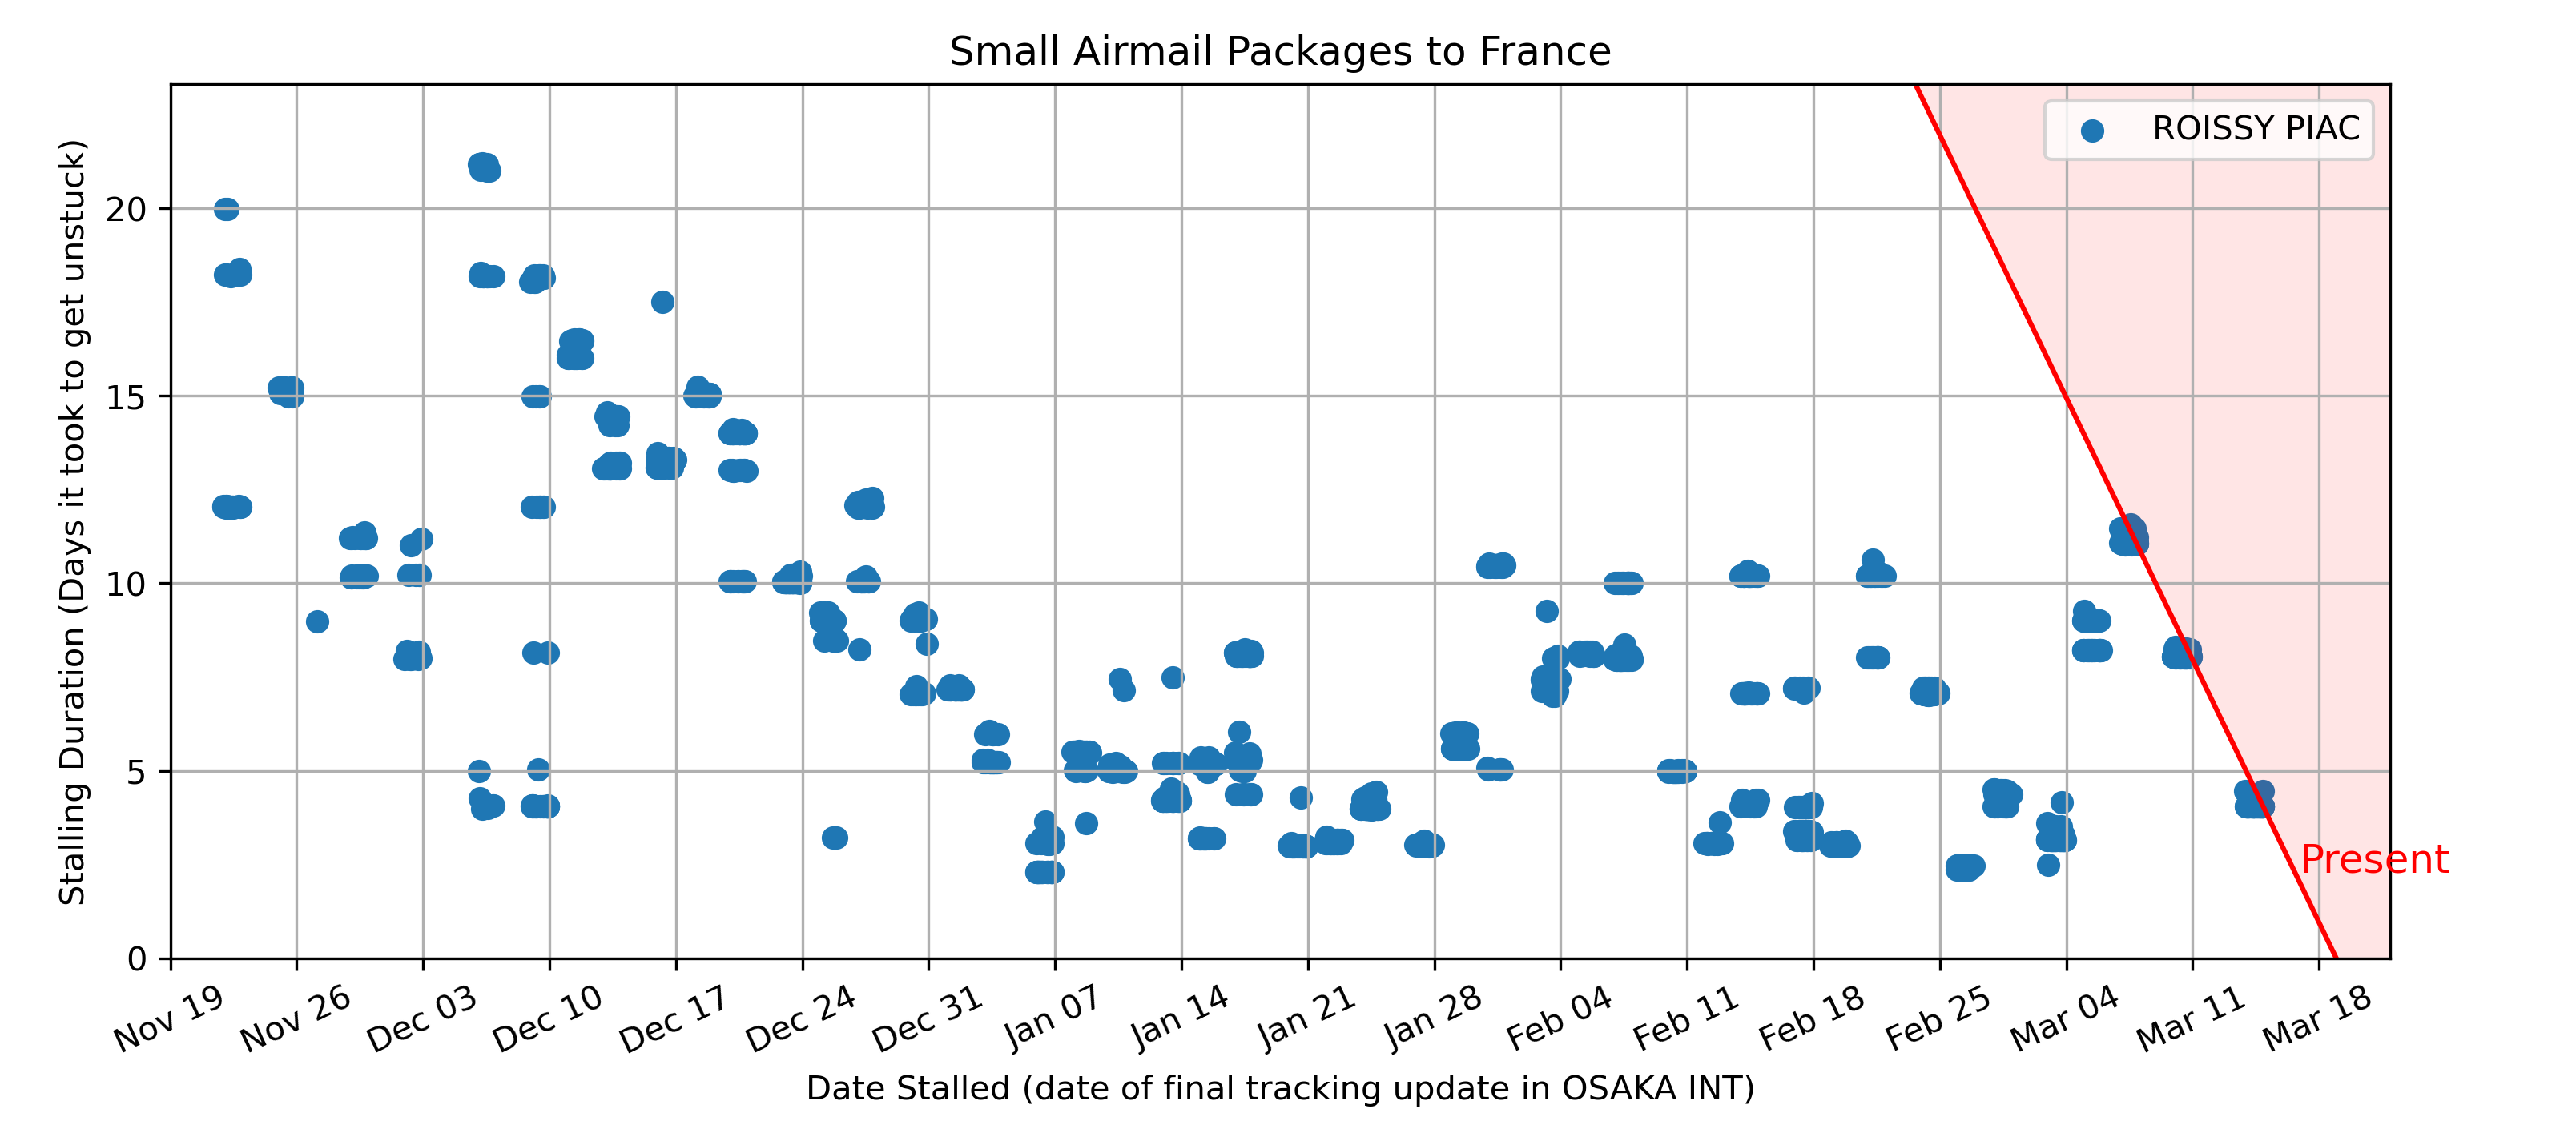 Small Airmail Packages to France
ROISSY PIAC
Stalling Duration (Days it took to get unstuck)
20
15
10
5
0
Present
Nov 19
Nov 26
Dec 03
Dec 10
Dec 17
Dec 24
Dec 31
Jan 07
Jan 14
Jan 21
Jan 28
Feb 04
Feb 11
Feb 18
Feb 25
Mar 04
Mar 11
Mar 18
Date Stalled (date of final tracking update in OSAKA INT)